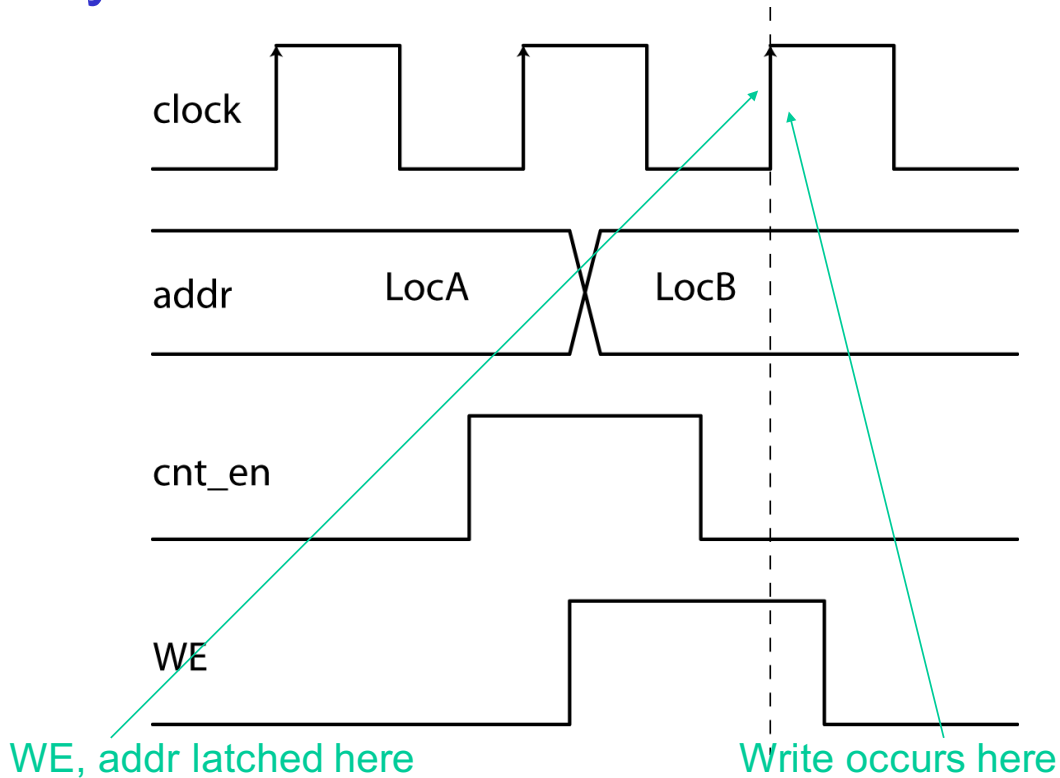 clock
addr
LocA
LocB
cnt_en
WE
WE, addr latched here
Write occurs here